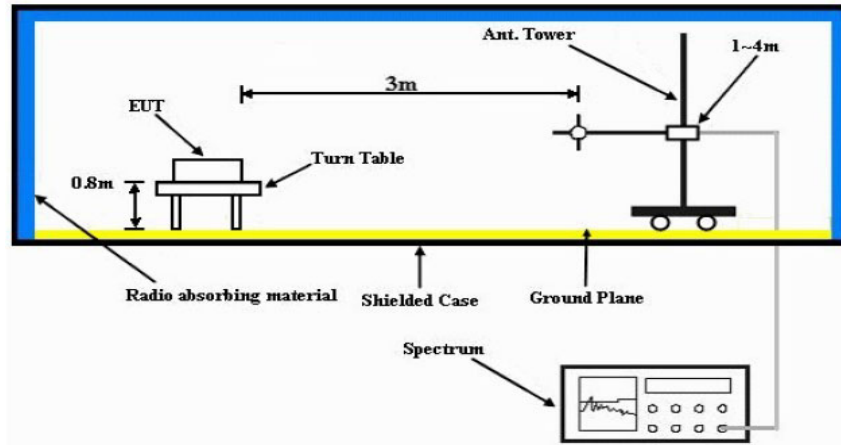 Ant. Tower
1~4m
3m
EUT
Turn Table
0.8m
Radio absorbing material
Shielded Case
Ground Plane
Spectrum